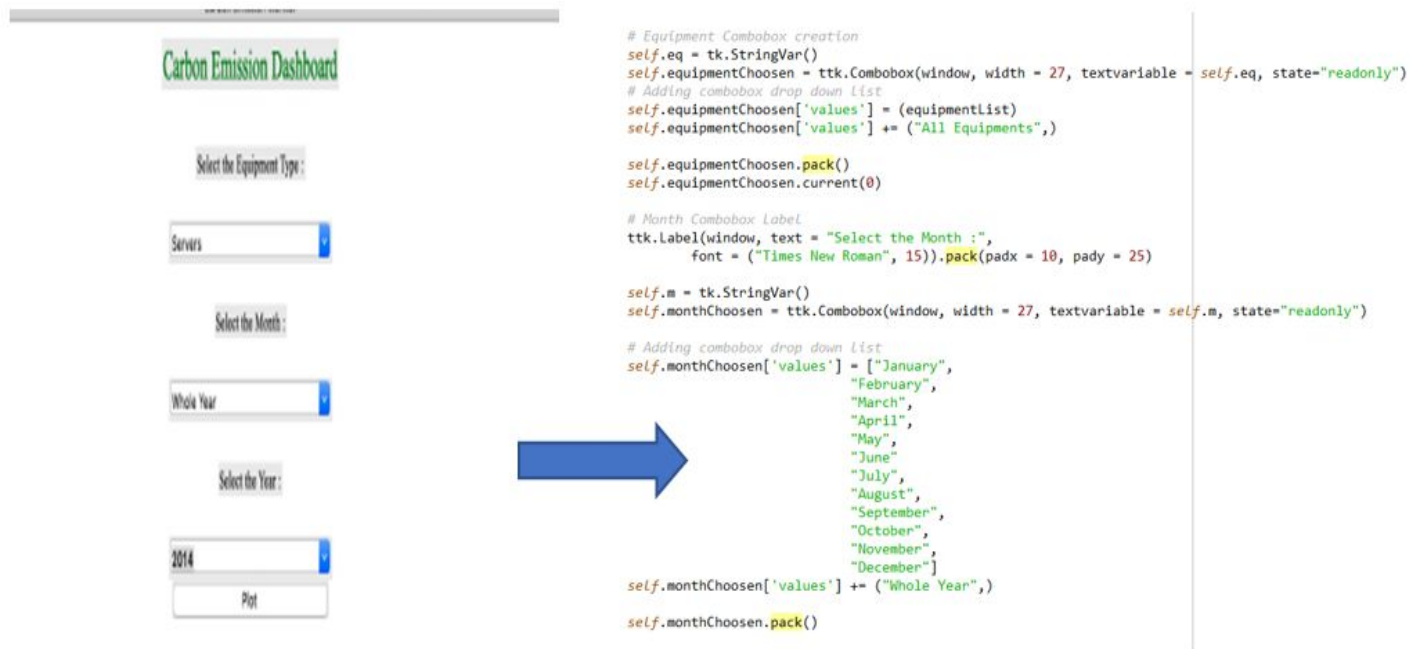 Carbon Emission Dashboard
Select the Equipment Type :
Servers
Select the Month :
Whole Year
Select the Year :
2014
Plot
# Equipment Combobox creation
self.eq = tk.StringVar()
self.equipmentChoosen = ttk.Combobox(window, width = 27, textvariable = self.eq, state="readonly")
# Adding combobox drop down list
self.equipmentChoosen['values'] = (equipmentList)
self.equipmentChoosen['values'] += ("All Equipments",)
self.equipmentChoosen.pack()
self.equipmentChoosen.current(0)
# Month Combobox Label
ttk.Label(window, text = "Select the Month :",
font = ("Times New Roman", 15)).pack(padx = 10, pady = 25)
self.m = tk.StringVar()
self.monthChoosen = ttk.Combobox(window, width = 27, textvariable = self.m, state="readonly")
# Adding combobox drop down list
self.monthChoosen['values'] = ["January",
"February",
"March",
"April",
"May",
"June"
"July",
"August",
"September",
"October",
"November",
"December"]
self.monthChoosen['values'] += ("Whole Year",)
self.monthChoosen.pack()